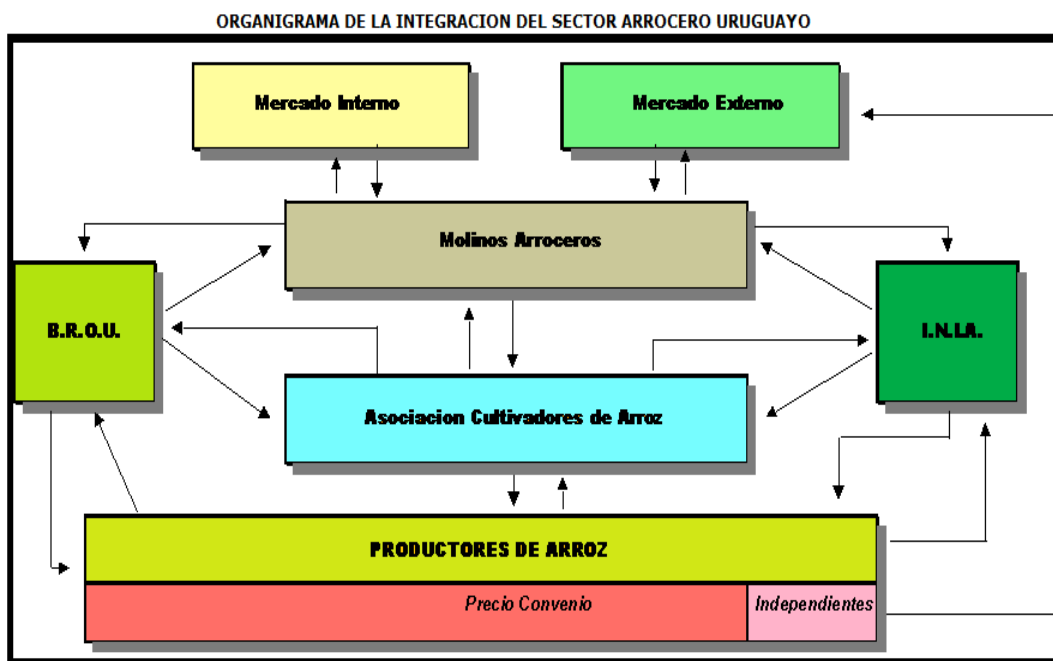 ORGANIGRAMA DE LA INTEGRACION DEL SECTOR ARROCERO URUGUAYO
Mercado Interno
Mercado Externo
Molinos Arroceros
B.R.O.U.
I.N.I.A.
Asociacion Cultivadores de Arroz
PRODUCTORES DE ARROZ
Precio Convenio
Independientes